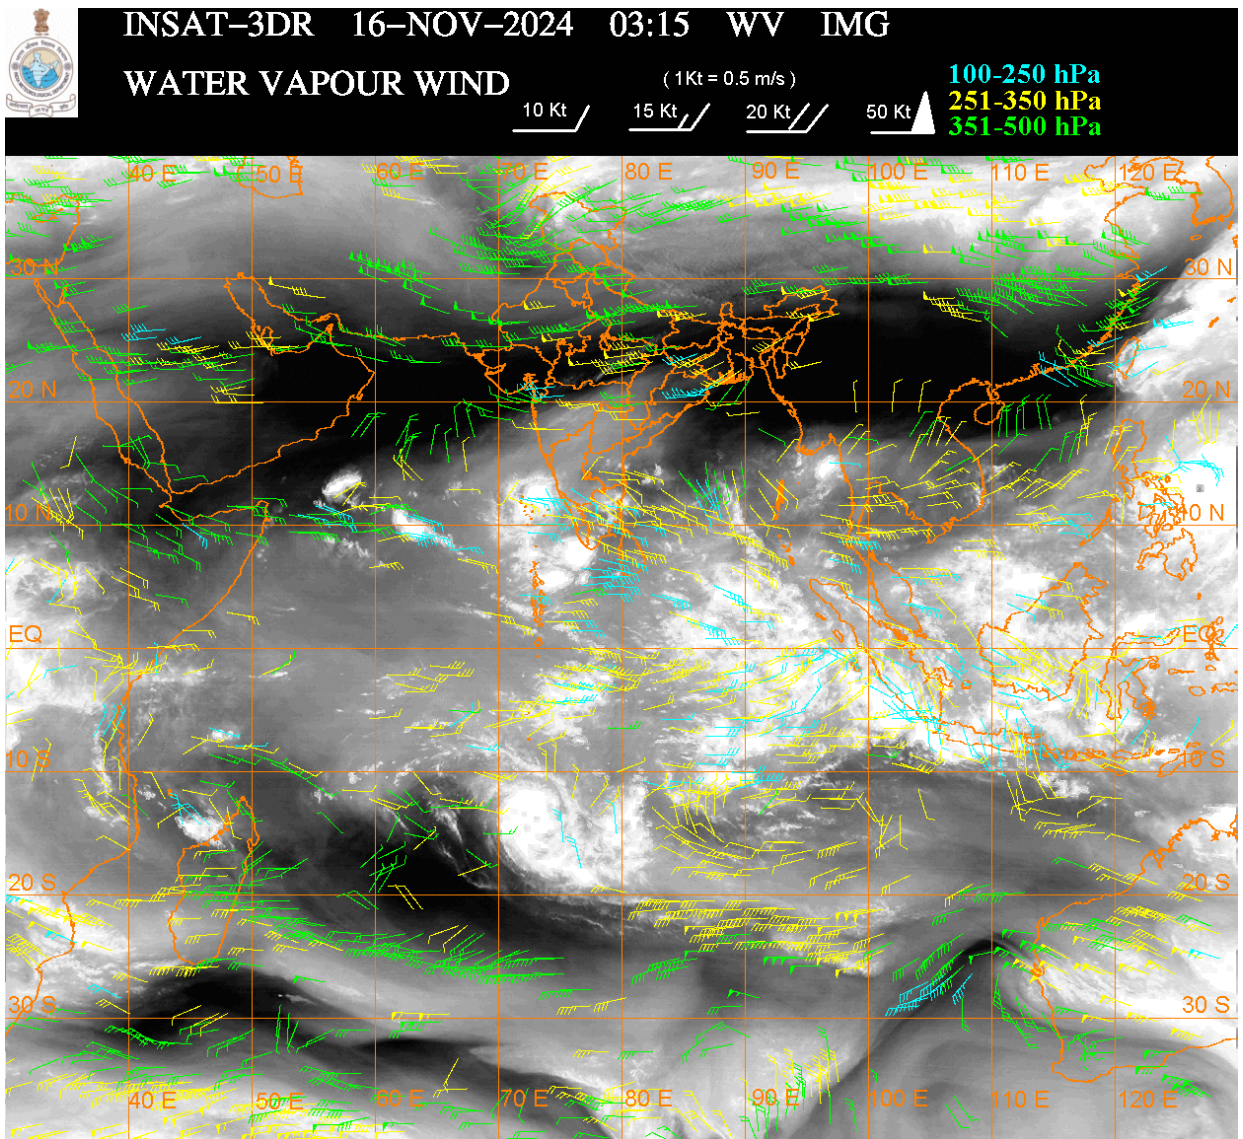 INSAT-3DR 16-NOV-2024 03:15 WV IMG
WATER VAPOUR WIND
( 1Kt = 0.5 m/s )
10 Kt 15 Kt 20 Kt 50 Kt
100-250 hPa
251-350 hPa
351-500 hPa
40 E 50 E 60 E 70 E 80 E 90 E 100 E 110 E 120 E
30 N 30 N
20 N 20 N
10 N 10 N
EQ EQ
10 S 10 S
20 S 20 S
30 S 30 S
40 E 50 E 60 E 70 E 80 E 90 E 100 E 110 E 120 E